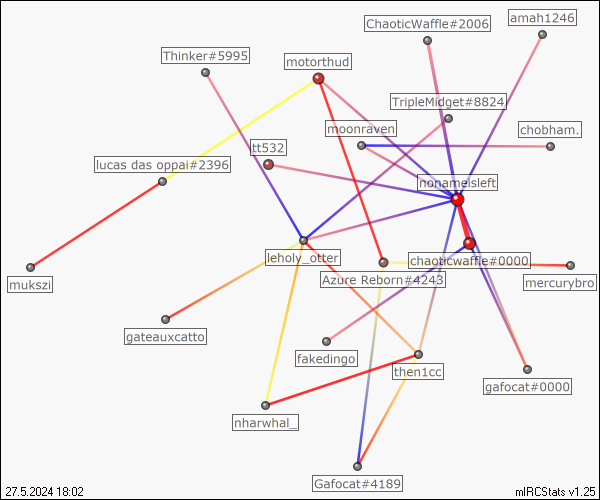 amah1246
ChaoticWaffle#2006
Thinker#5995
motorthud
TripleMidget#8824
moonraven
chobham.
tt532
lucas das oppai#2396
nonameisleft
leholy_otter
chaoticwaffle#0000
Azure Reborn#4243
mukszi
mercurybro
gateauxcatto
fakedingo
then1cc
gafocat#0000
nharwhal_
Gafocat#4189
27.5.2024 18:02
mIRCStats v1.25